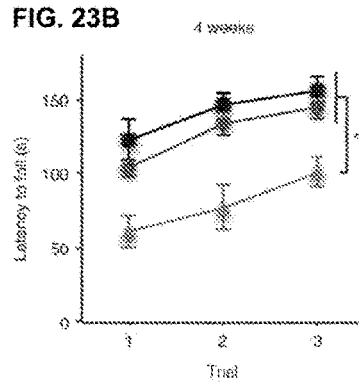 FIG. 23B
4 weeks
Latency to fall (s)
150
100
50
0
1 2 3
Trial
*